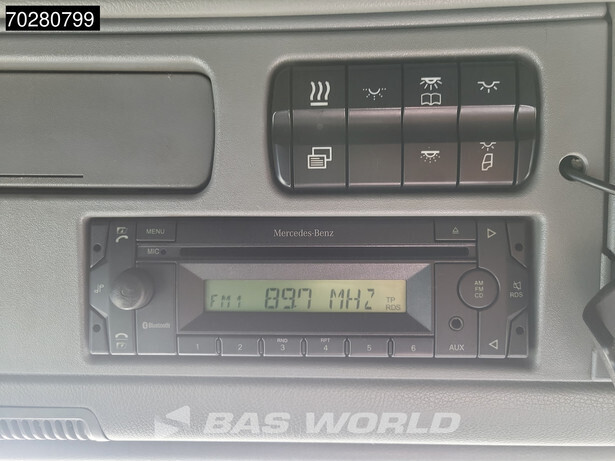 70280799
MENU
Mercedes-Benz
MIC
FM1 89.7 MHZ TP
RDS
AM
FM
CD
RDS
Bluetooth
RND
RPT
1 2 3 4 5 6 AUX
BAS WORLD